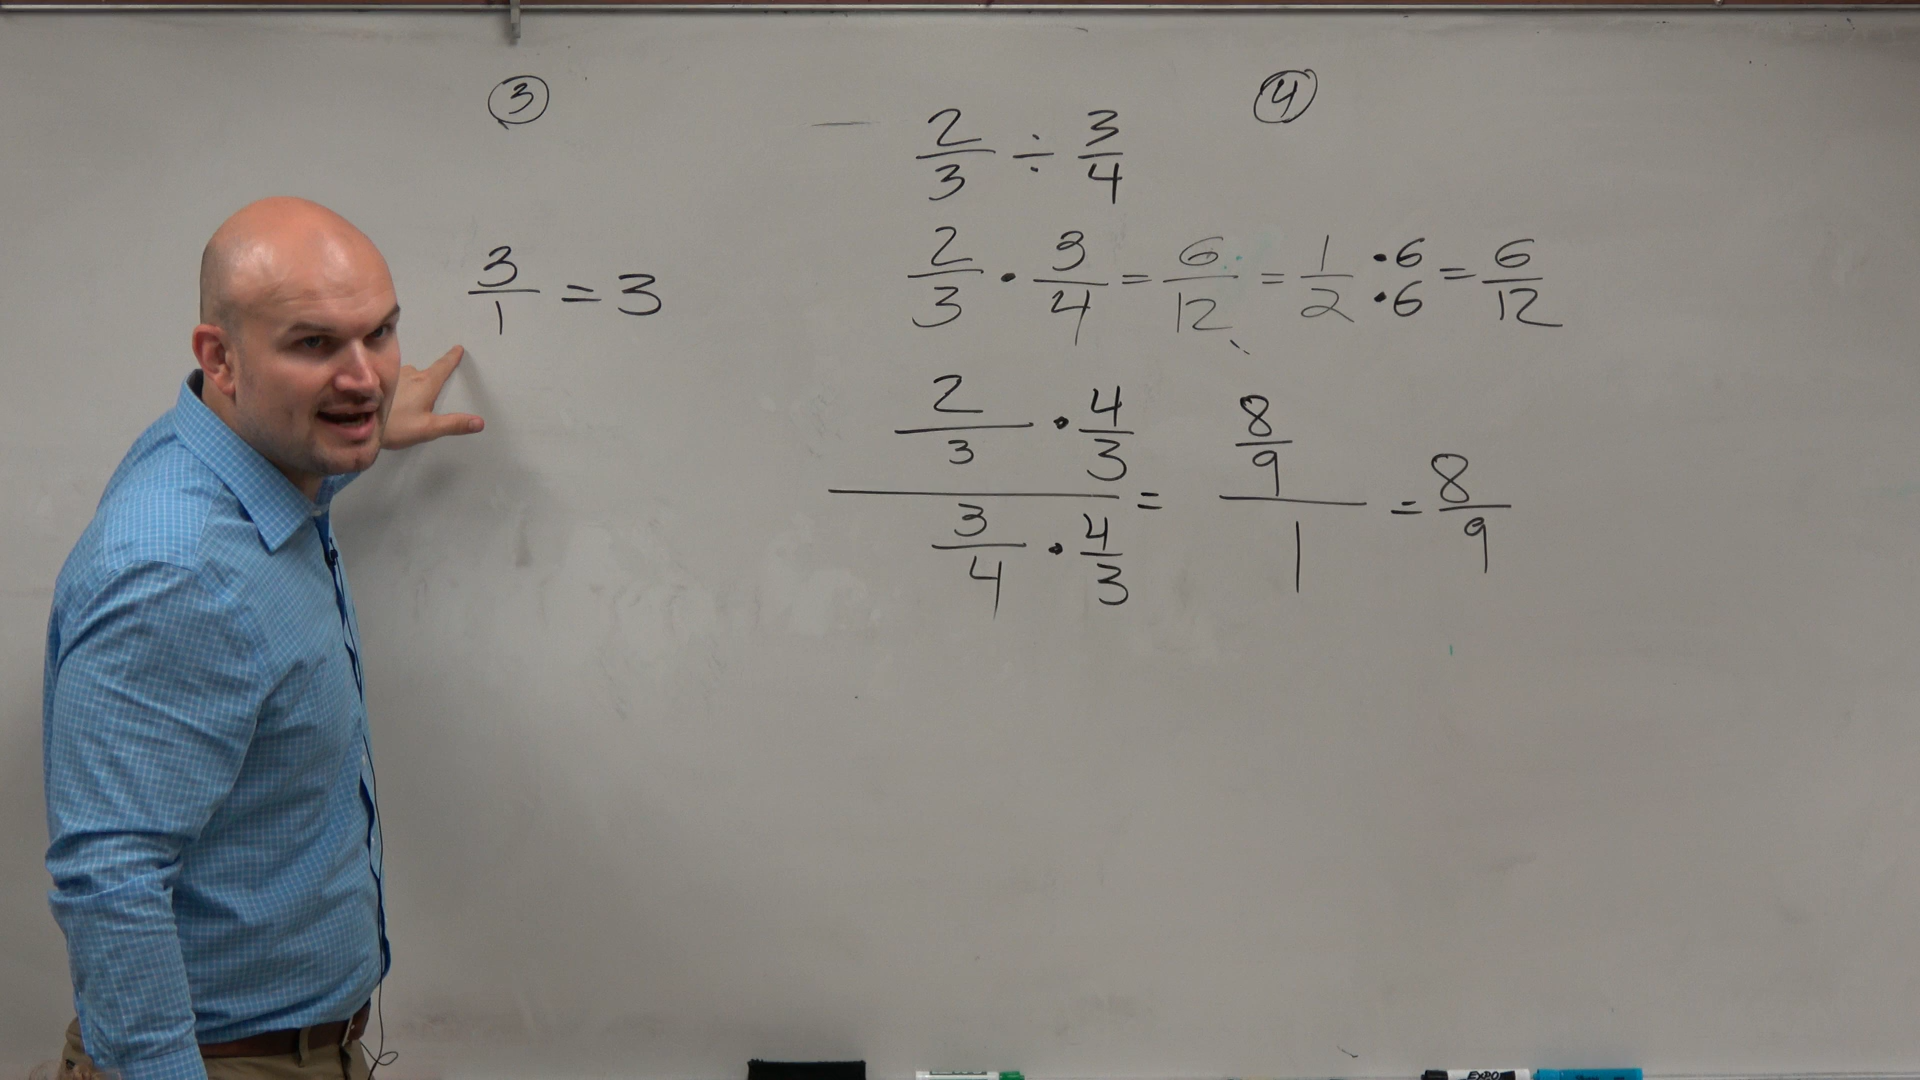 ③ ④
2/3 ÷ 3/4
3/1 = 3
2/3 · 3/4 = 6/12 = 1/2 ·6/·6 = 6/12
(2/3 · 4/3)/(3/4 · 4/3) = (8/9)/1 = 8/9
EXPO